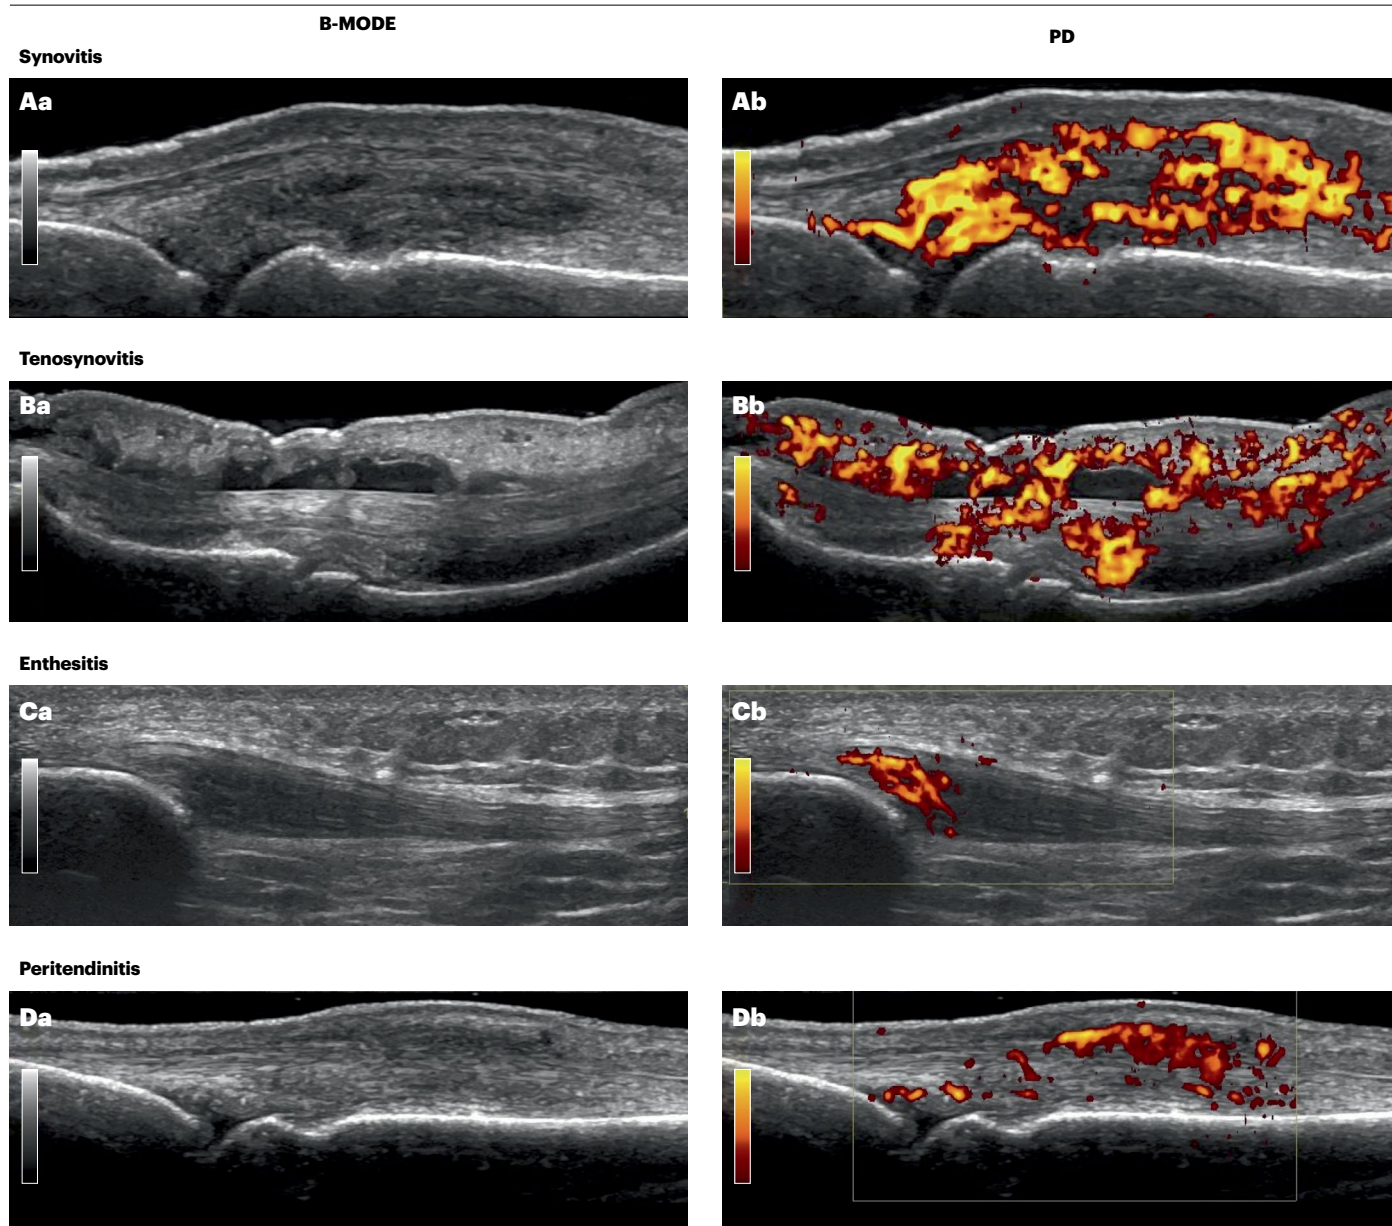 B-MODE
PD
Synovitis
Aa
Ab
Tenosynovitis
Ba
Bb
Enthesitis
Ca
Cb
Peritendinitis
Da
Db